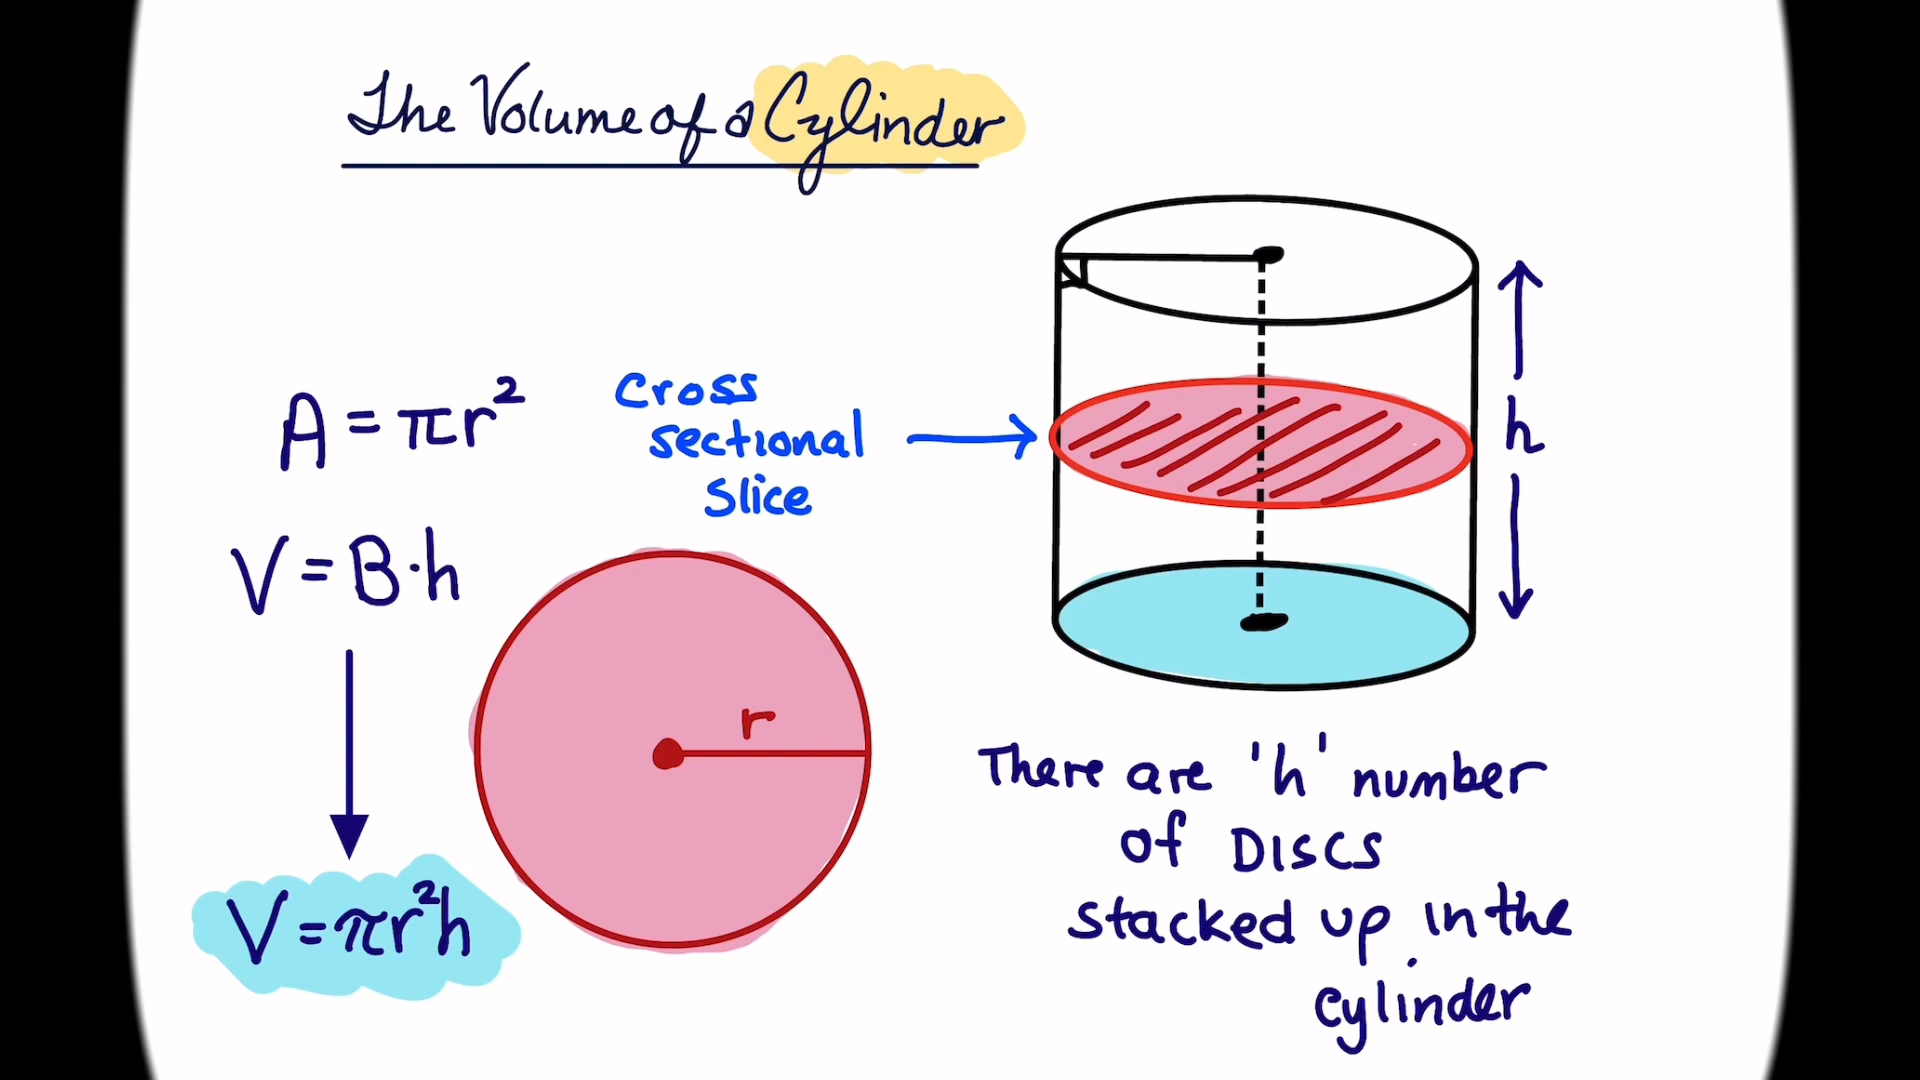 The Volume of a Cylinder
A = πr²
V = B·h
V = πr²h
Cross
sectional
slice
r
h
There are 'h' number
of DISCS
stacked up in the
cylinder